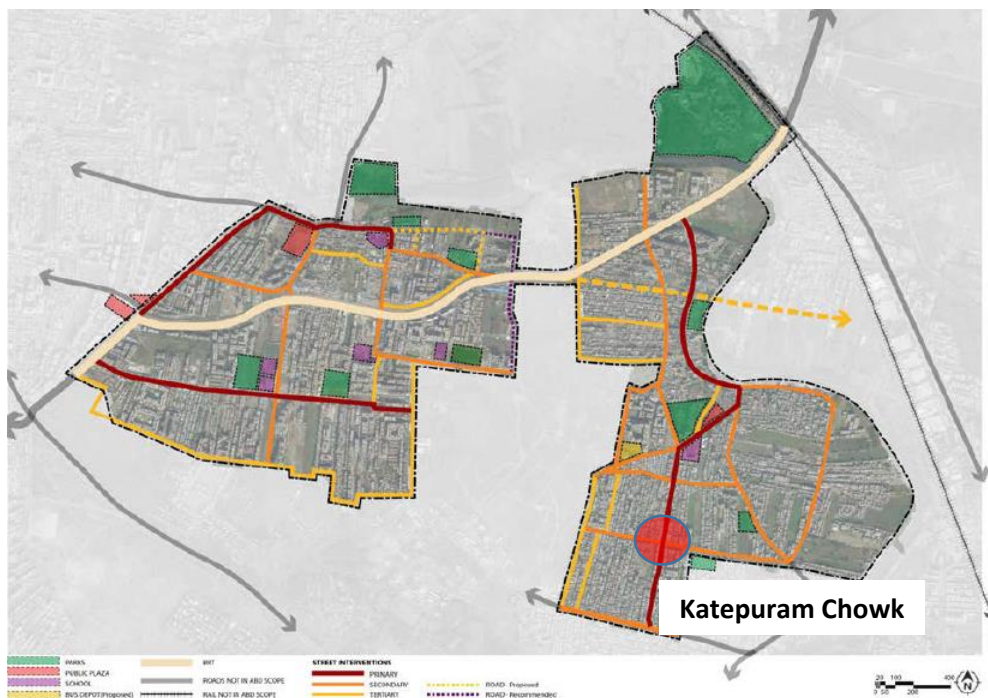 Katepuram Chowk
PARKS
PUBLIC PLAZA
SCHOOL
BUS DEPOT(Proposed)
BRT
ROADS NOT IN ABD SCOPE
RAIL NOT IN ABD SCOPE
STREET INTERVENTIONS
PRIMARY
SECONDARY
TERTIARY
ROAD- Proposed
ROAD- Recommended
N